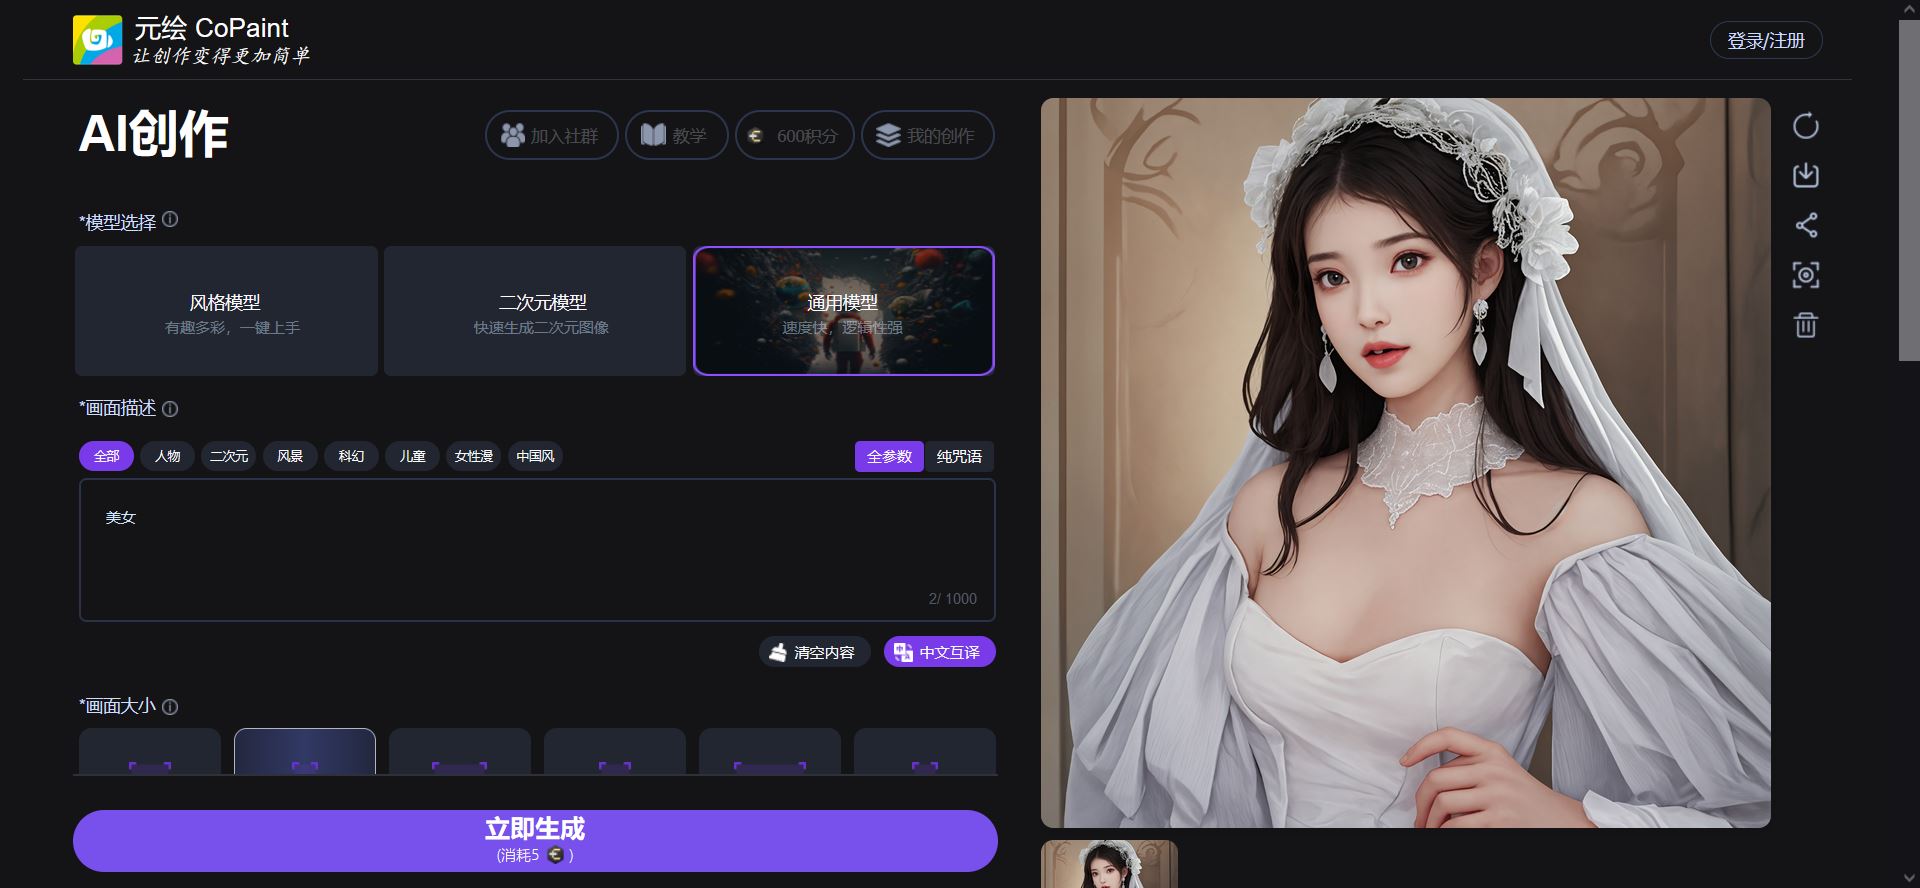 元绘 CoPaint
让创作变得更加简单
登录/注册
AI创作
加入社群
教学
600积分
我的创作
*模型选择
风格模型
有趣多彩，一键上手
二次元模型
快速生成二次元图像
通用模型
速度快，逻辑性强
*画面描述
全部
人物
二次元
风景
科幻
儿童
女性漫
中国风
全参数
纯咒语
美女
2/ 1000
清空内容
中文互译
*画面大小
立即生成
(消耗5 )